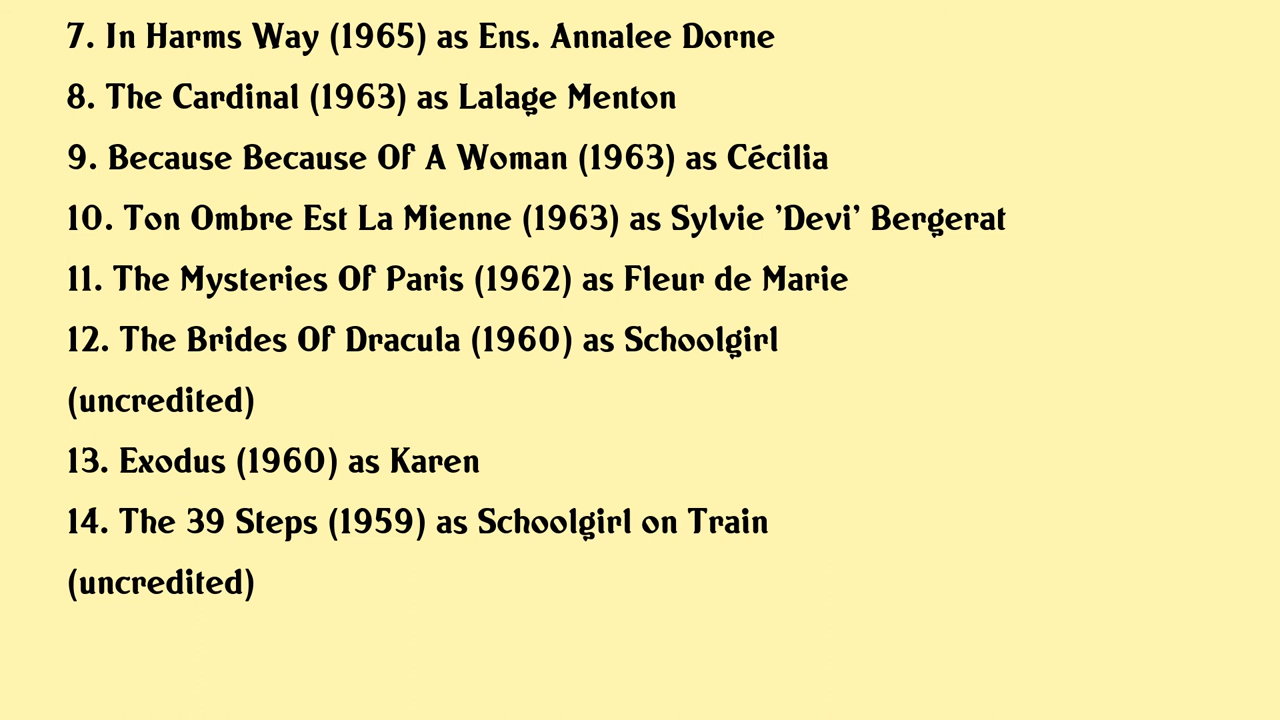 7. In Harms Way (1965) as Ens. Annalee Dorne
8. The Cardinal (1963) as Lalage Menton
9. Because Because Of A Woman (1963) as Cécilia
10. Ton Ombre Est La Mienne (1963) as Sylvie 'Devi' Bergerat
11. The Mysteries Of Paris (1962) as Fleur de Marie
12. The Brides Of Dracula (1960) as Schoolgirl
(uncredited)
13. Exodus (1960) as Karen
14. The 39 Steps (1959) as Schoolgirl on Train
(uncredited)